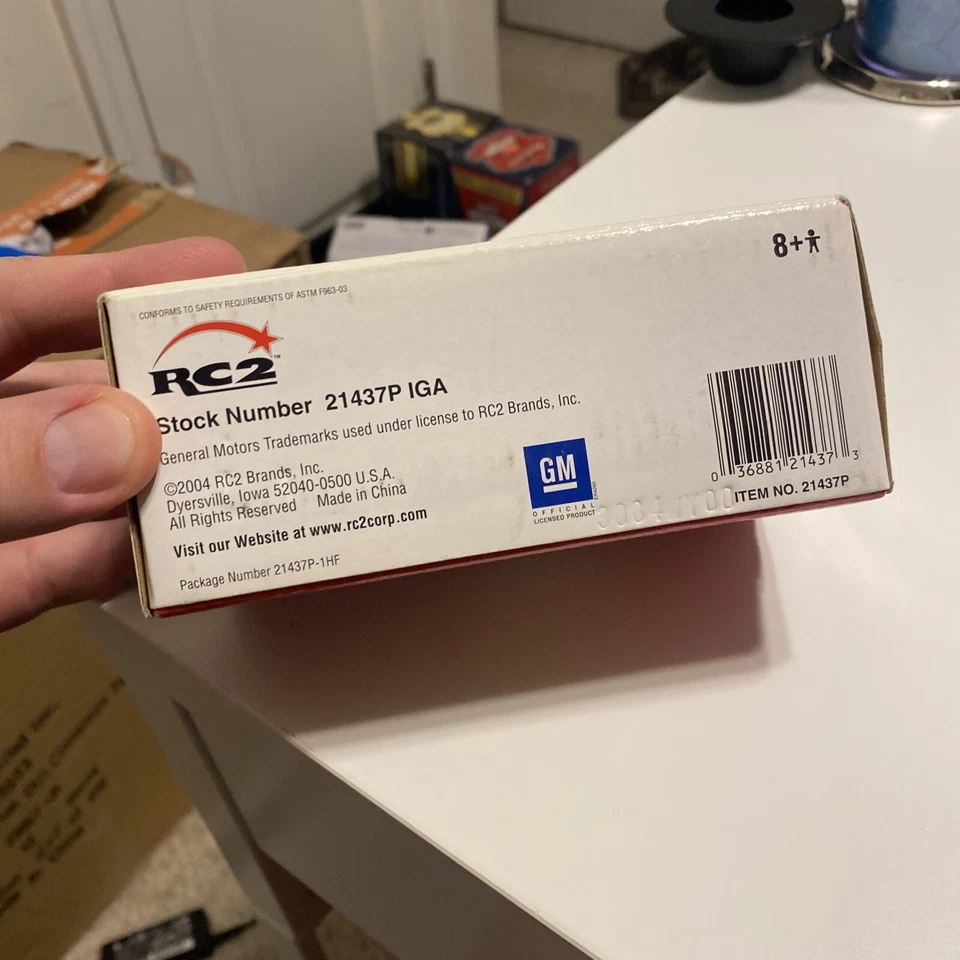 CONFORMS TO SAFETY REQUIREMENTS OF ASTM F963-03
8+
RC2™
Stock Number 21437P IGA
General Motors Trademarks used under license to RC2 Brands, Inc.
©2004 RC2 Brands, Inc.
Dyersville, Iowa 52040-0500 U.S.A.
All Rights Reserved Made in China
Visit our Website at www.rc2corp.com
Package Number 21437P-1HF
GM
OFFICIAL
LICENSED PRODUCT
0 36881 21437 3
ITEM NO. 21437P